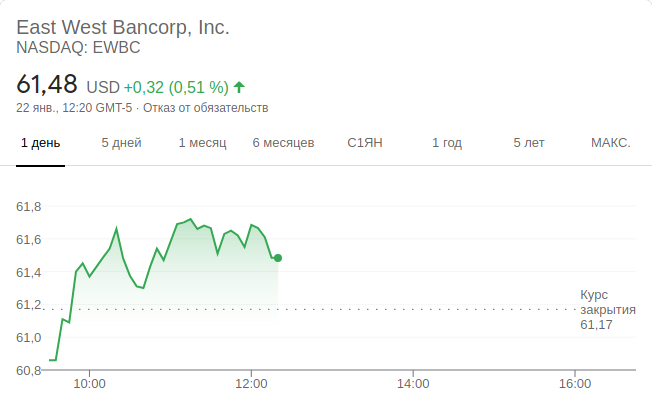 East West Bancorp, Inc.
NASDAQ: EWBC
61,48 USD +0,32 (0,51 %)
22 янв., 12:20 GMT-5 · Отказ от обязательств
1 день 5 дней 1 месяц 6 месяцев С1ЯН 1 год 5 лет МАКС.
61,8
61,6
61,4
61,2
61,0
60,8
Курс
закрытия
61,17
10:00 12:00 14:00 16:00